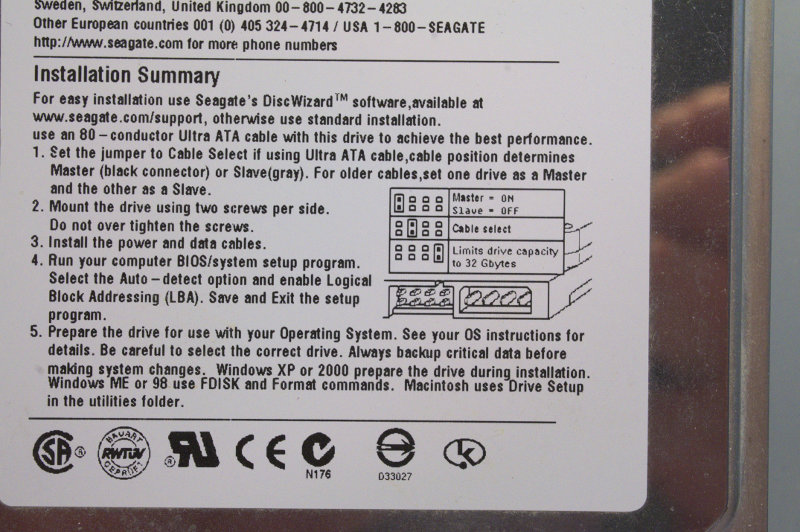 Sweden, Switzerland, United Kingdom 00-800-4732-4283
Other European countries 001 (0) 405 324-4714 / USA 1-800-SEAGATE
http://www.seagate.com for more phone numbers
Installation Summary
For easy installation use Seagate's DiscWizard™ software,available at
www.seagate.com/support, otherwise use standard installation.
use an 80-conductor Ultra ATA cable with this drive to achieve the best performance.
1. Set the jumper to Cable Select if using Ultra ATA cable,cable position determines
Master (black connector) or Slave(gray). For older cables,set one drive as a Master
and the other as a Slave.
2. Mount the drive using two screws per side.
Do not over tighten the screws.
3. Install the power and data cables.
4. Run your computer BIOS/system setup program.
Select the Auto-detect option and enable Logical
Block Addressing (LBA). Save and Exit the setup
program.
Master = ON
Slave = OFF
Cable select
Limits drive capacity
to 32 Gbytes
5. Prepare the drive for use with your Operating System. See your OS instructions for
details. Be careful to select the correct drive. Always backup critical data before
making system changes. Windows XP or 2000 prepare the drive during installation.
Windows ME or 98 use FDISK and Format commands. Macintosh uses Drive Setup
in the utilities folder.
SA ®
BAUART
RWTÜV
GEPRÜFT
® RU
CE
N176
D33027
k